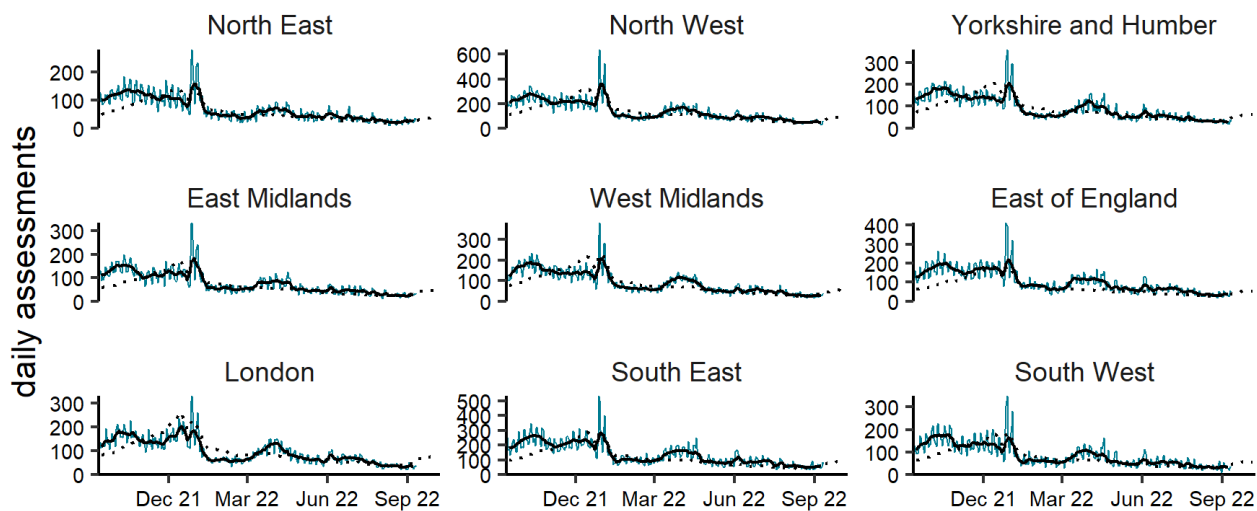 daily assessments
North East
200
100
0
North West
600
400
200
0
Yorkshire and Humber
300
200
100
0
East Midlands
300
200
100
0
West Midlands
300
200
100
0
East of England
400
300
200
100
0
London
300
200
100
0
Dec 21 Mar 22 Jun 22 Sep 22
South East
500
400
300
200
100
0
Dec 21 Mar 22 Jun 22 Sep 22
South West
300
200
100
0
Dec 21 Mar 22 Jun 22 Sep 22